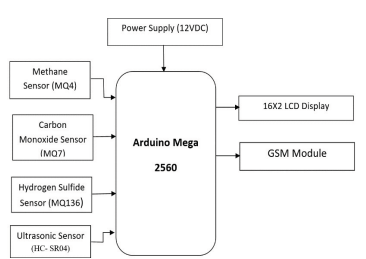 Power Supply (12VDC)
Methane
Sensor (MQ4)
Carbon
Monoxide Sensor
(MQ7)
Hydrogen Sulfide
Sensor (MQ136)
Ultrasonic Sensor
(HC- SR04)
Arduino Mega
2560
16X2 LCD Display
GSM Module